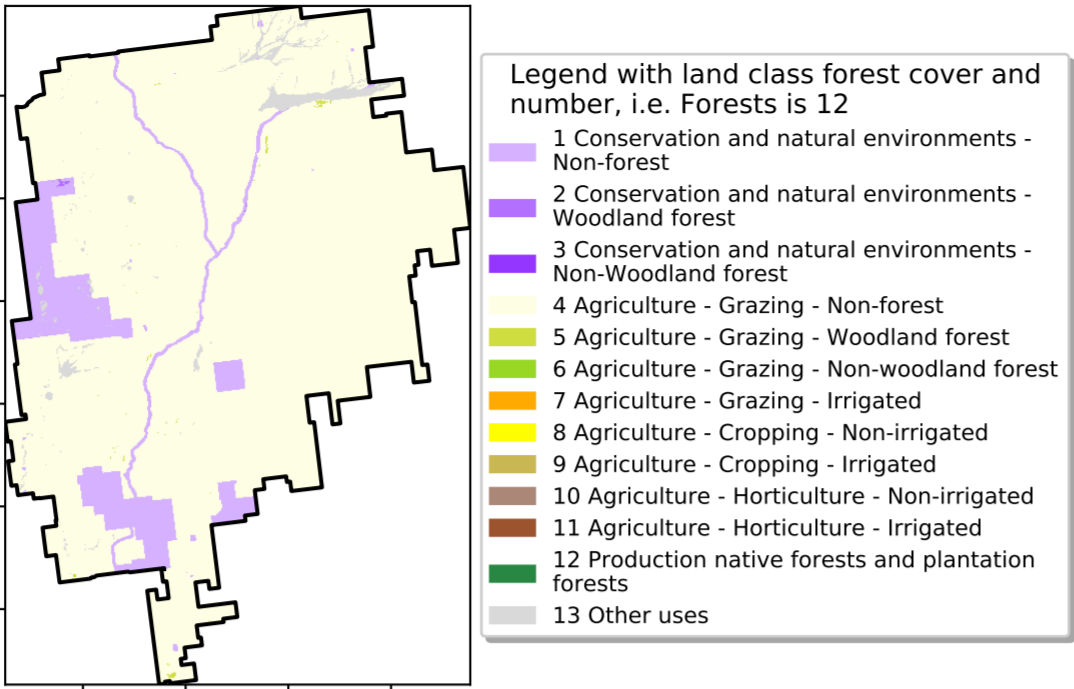 Legend with land class forest cover and
number, i.e. Forests is 12
1 Conservation and natural environments -
Non-forest
2 Conservation and natural environments -
Woodland forest
3 Conservation and natural environments -
Non-Woodland forest
4 Agriculture - Grazing - Non-forest
5 Agriculture - Grazing - Woodland forest
6 Agriculture - Grazing - Non-woodland forest
7 Agriculture - Grazing - Irrigated
8 Agriculture - Cropping - Non-irrigated
9 Agriculture - Cropping - Irrigated
10 Agriculture - Horticulture - Non-irrigated
11 Agriculture - Horticulture - Irrigated
12 Production native forests and plantation
forests
13 Other uses